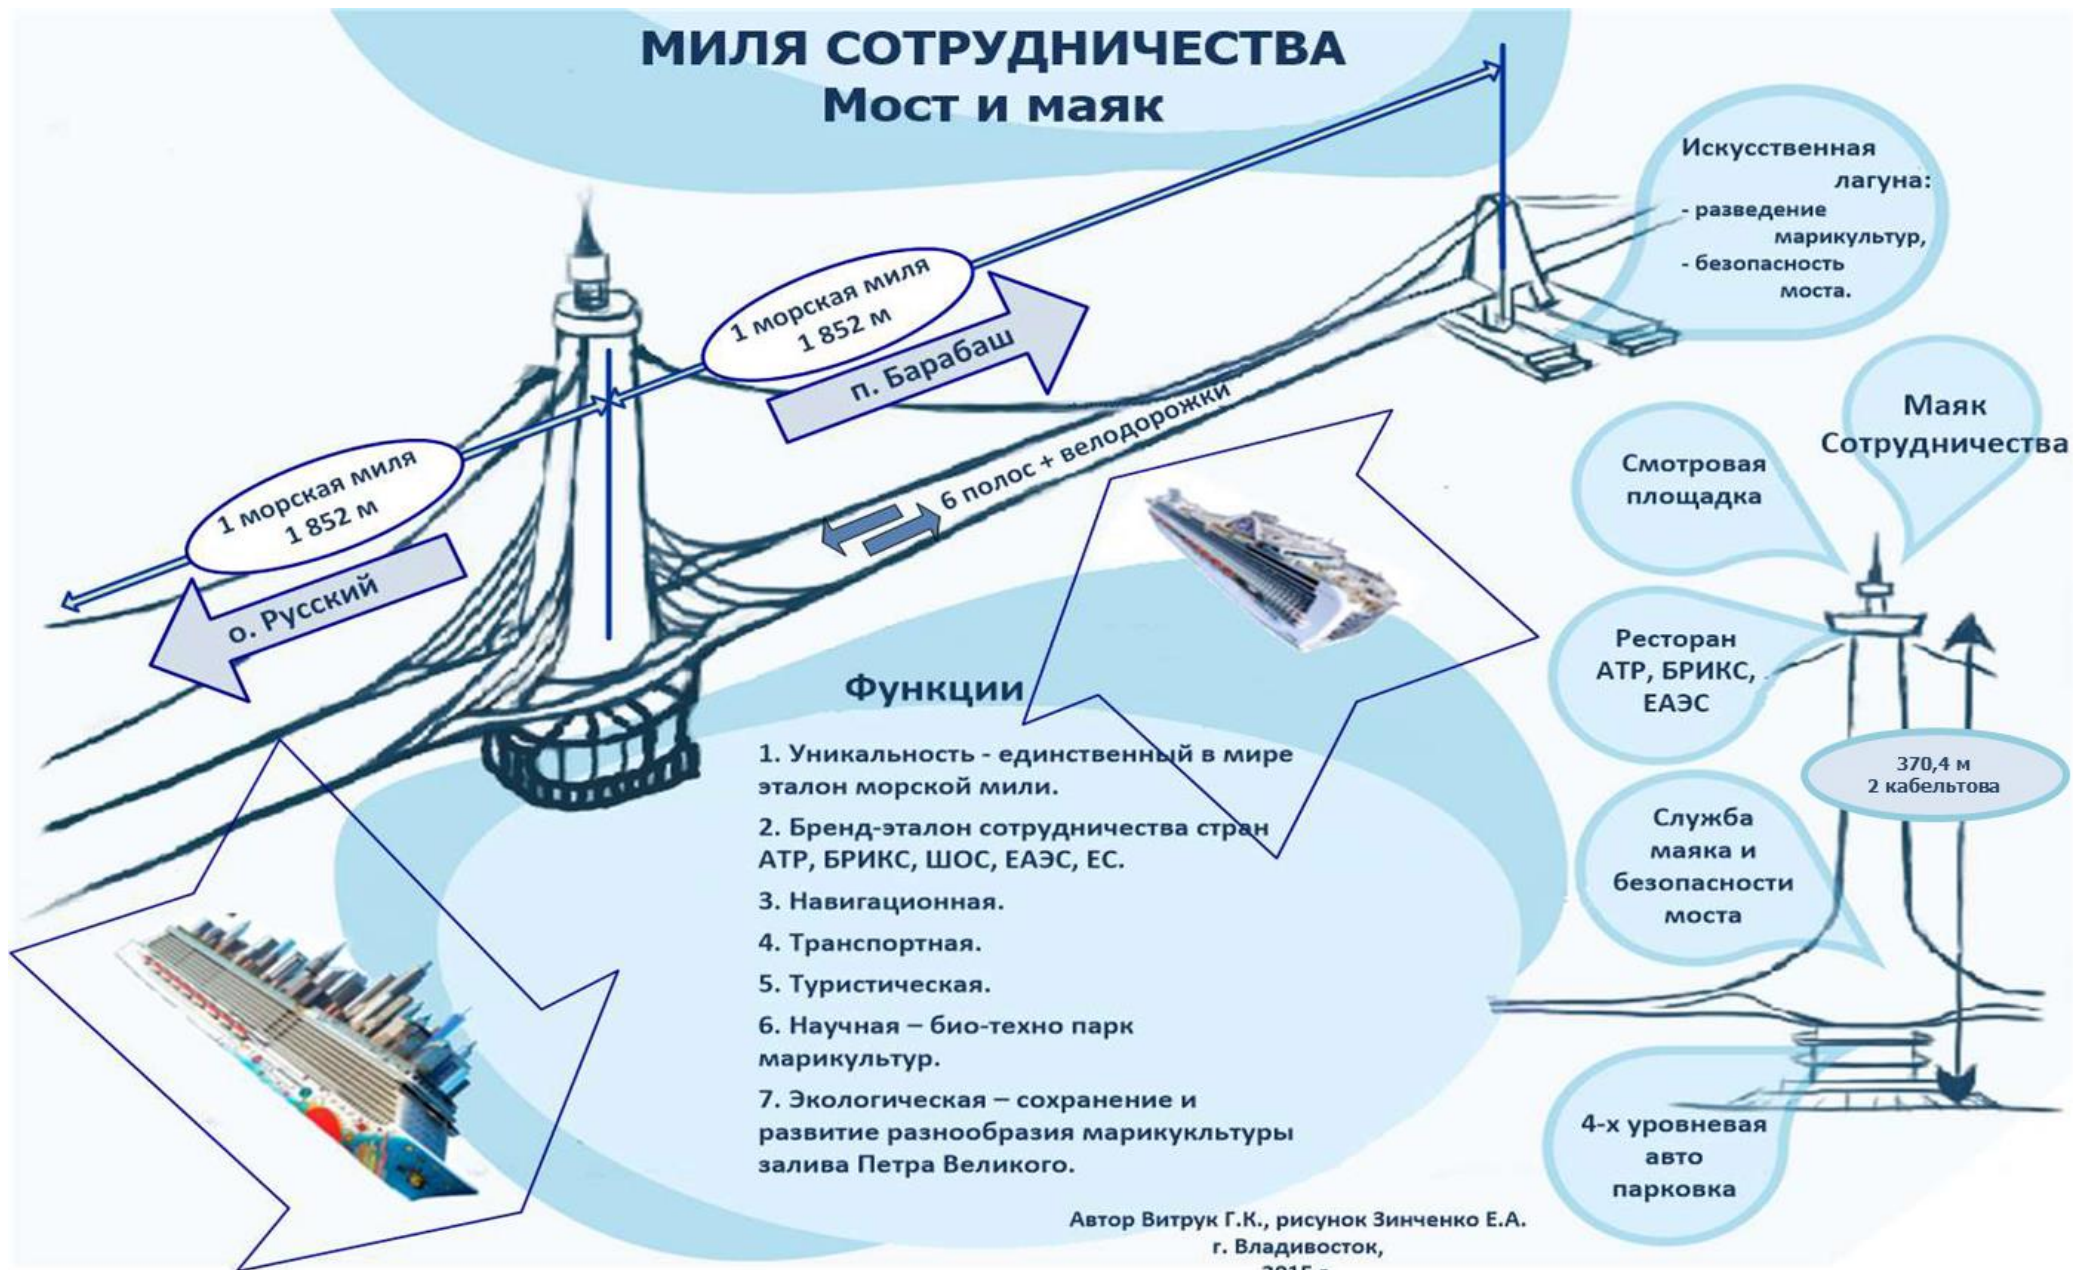 МИЛЯ СОТРУДНИЧЕСТВА
Мост и маяк
Искусственная
лагуна:
- разведение
марикультур,
- безопасность
моста.
1 морская миля
1 852 м
п. Барабаш
1 морская миля
1 852 м
о. Русский
6 полос + велодорожки
Маяк
Сотрудничества
Смотровая
площадка
Ресторан
АТР, БРИКС,
ЕАЭС
370,4 м
2 кабельтова
Служба
маяка и
безопасности
моста
4-х уровневая
авто
парковка
Функции
1. Уникальность - единственный в мире
эталон морской мили.
2. Бренд-эталон сотрудничества стран
АТР, БРИКС, ШОС, ЕАЭС, ЕС.
3. Навигационная.
4. Транспортная.
5. Туристическая.
6. Научная – био-техно парк
марикультур.
7. Экологическая – сохранение и
развитие разнообразия марикукльтуры
залива Петра Великого.
Автор Витрук Г.К., рисунок Зинченко Е.А.
г. Владивосток,